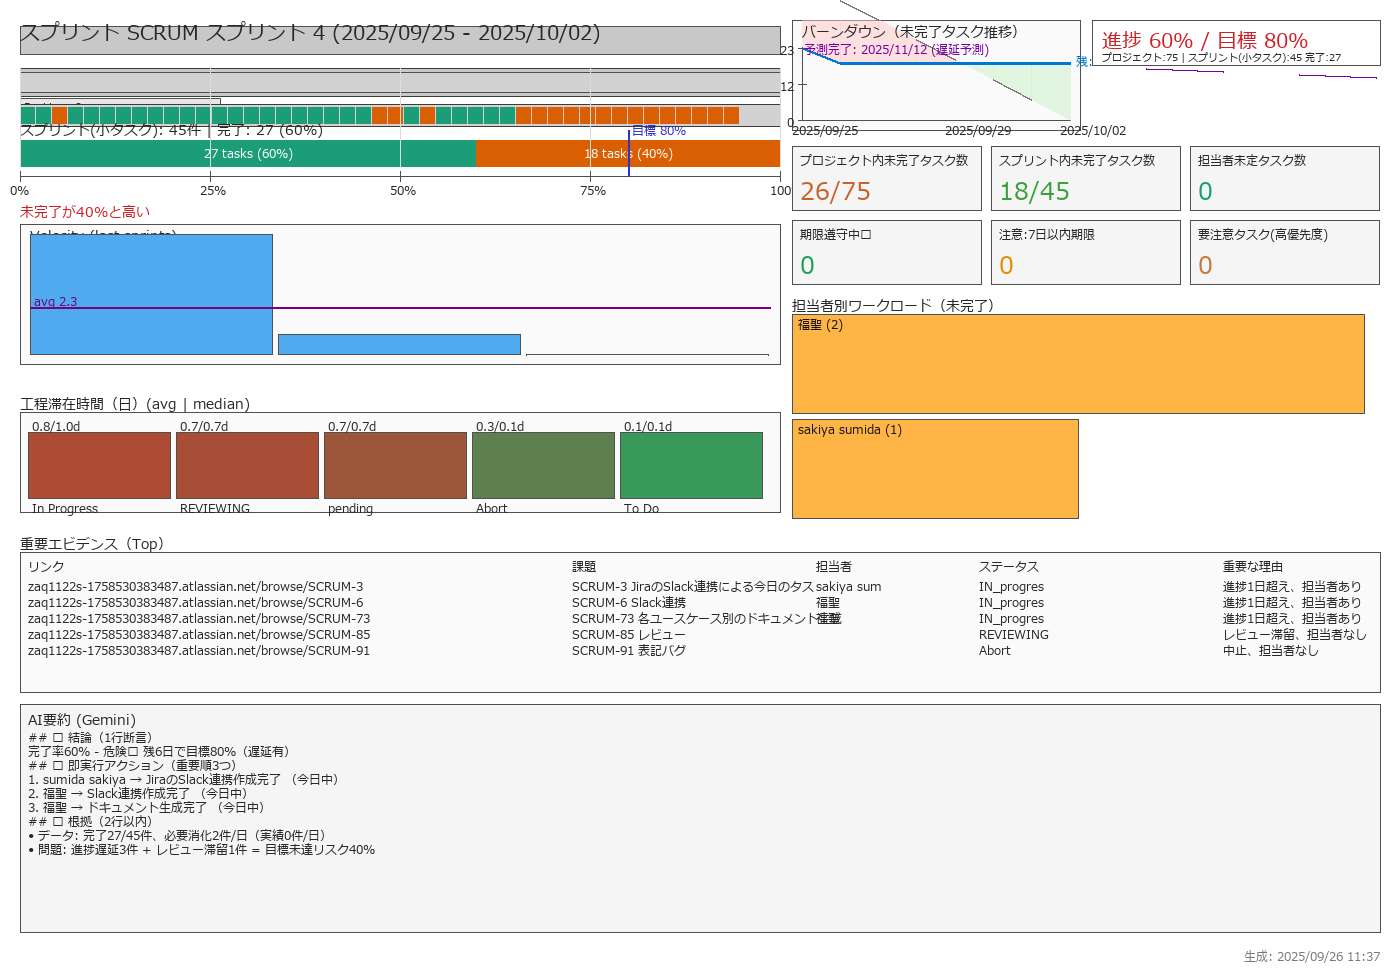 スプリント SCRUM スプリント 4 (2025/09/25 - 2025/10/02)
スプリント(小タスク): 45件 | 完了: 27 (60%)
目標 80%
27 tasks (60%)
18 tasks (40%)
0%
25%
50%
75%
100
未完了が40%と高い
Velocity (last sprints)
avg 2.3
工程滞在時間（日）(avg | median)
0.8/1.0d
0.7/0.7d
0.7/0.7d
0.3/0.1d
0.1/0.1d
In Progress
REVIEWING
pending
Abort
To Do
バーンダウン（未完了タスク推移）
予測完了: 2025/11/12 (遅延予測)
23
12
0
残:
2025/09/25
2025/09/29
2025/10/02
進捗 60% / 目標 80%
プロジェクト:75 | スプリント(小タスク):45 完了:27
プロジェクト内未完了タスク数
26/75
スプリント内未完了タスク数
18/45
担当者未定タスク数
0
期限遵守中□
0
注意:7日以内期限
0
要注意タスク(高優先度)
0
担当者別ワークロード（未完了）
福聖 (2)
sakiya sumida (1)
重要エビデンス（Top）
リンク 課題 担当者 ステータス 重要な理由
zaq1122s-1758530383487.atlassian.net/browse/SCRUM-3 SCRUM-3 JiraのSlack連携による今日のタス sakiya sum IN_progres 進捗1日超え、担当者あり
zaq1122s-1758530383487.atlassian.net/browse/SCRUM-6 SCRUM-6 Slack連携 福聖 IN_progres 進捗1日超え、担当者あり
zaq1122s-1758530383487.atlassian.net/browse/SCRUM-73 SCRUM-73 各ユースケース別のドキュメント 福聖 IN_progres 進捗1日超え、担当者あり
zaq1122s-1758530383487.atlassian.net/browse/SCRUM-85 SCRUM-85 レビュー REVIEWING レビュー滞留、担当者なし
zaq1122s-1758530383487.atlassian.net/browse/SCRUM-91 SCRUM-91 表記バグ Abort 中止、担当者なし
AI要約 (Gemini)
## □ 結論（1行断言）
完了率60% - 危険□ 残6日で目標80%（遅延有）
## □ 即実行アクション（重要順3つ）
1. sumida sakiya → JiraのSlack連携作成完了 （今日中）
2. 福聖 → Slack連携作成完了 （今日中）
3. 福聖 → ドキュメント生成完了 （今日中）
## □ 根拠（2行以内）
• データ: 完了27/45件、必要消化2件/日（実績0件/日）
• 問題: 進捗遅延3件 + レビュー滞留1件 = 目標未達リスク40%
生成: 2025/09/26 11:37